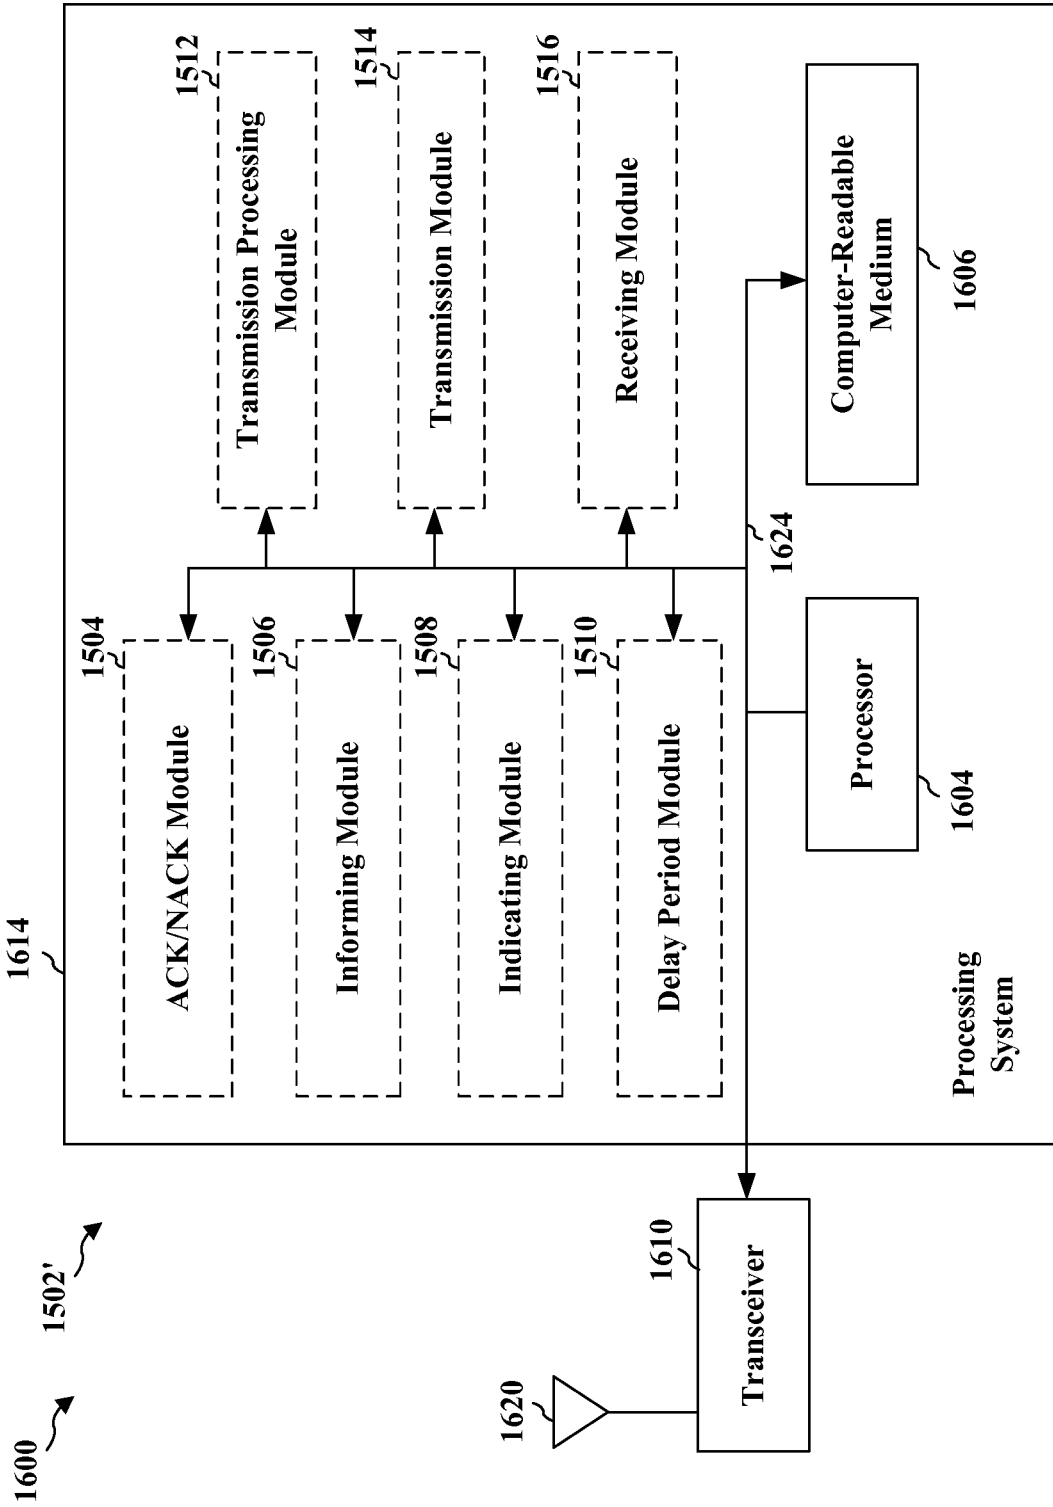 1600
1502'
1614
1620
1610
Transceiver
1504
ACK/NACK Module
1506
Informing Module
1508
Indicating Module
1510
Delay Period Module
1512
Transmission Processing
Module
1514
Transmission Module
1516
Receiving Module
1624
Processor
1604
Computer-Readable
Medium
1606
Processing
System